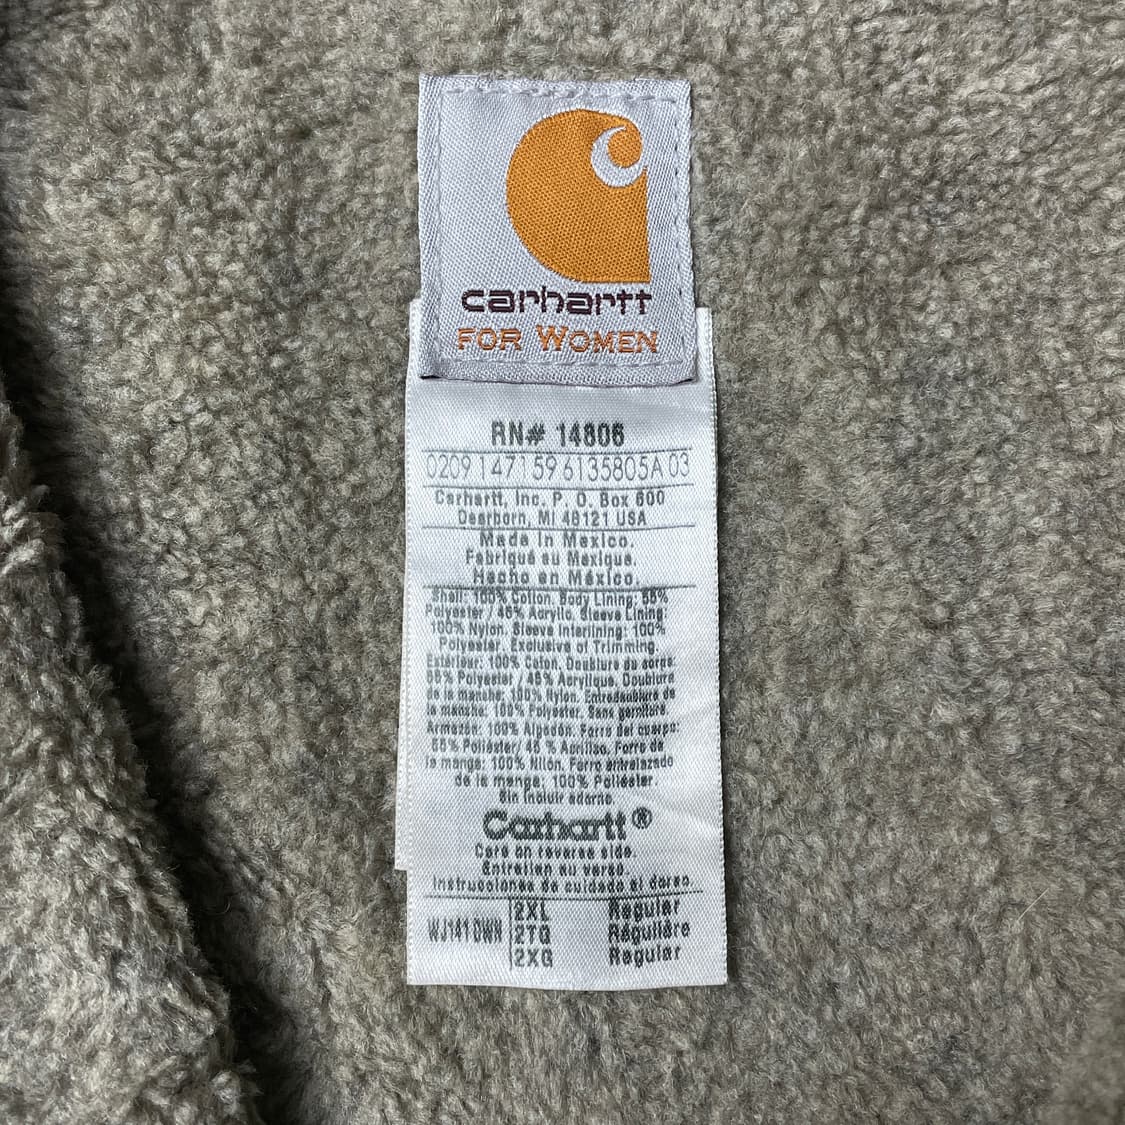 carhartt
FOR WOMEN
RN# 14806
0209 1471596135805A 03
Carhartt, Inc. P. O. Box 600
Dearborn, MI 48121 USA
Made in Mexico.
Fabriqué au Mexique.
Hecho en México.
Shell: 100% Cotton. Body Lining: 55%
Polyester / 45% Acrylic. Sleeve Lining:
100% Nylon. Sleeve Interlining: 100%
Polyester. Exclusive of Trimming.
Extérieur: 100% Coton. Doublure du corps:
55% Polyester / 45% Acrylique. Doublure
de la manche: 100% Nylon. Entredoublure de
la manche: 100% Polyester. Sans garniture.
Armazón: 100% Algodón. Forro del cuerpo:
55% Poliéster/ 45 % Acrílico. Forro de
la manga: 100% Nilón. Forro entrelazado
de la manga: 100% Poliéster.
Sin incluir adorno.
Carhartt ®
Care on reverse side.
Entretien au verso.
Instrucciones de cuidado al dorso.
2XL Regular
WJ141 DWN 2TG Régulière
2XG Regular